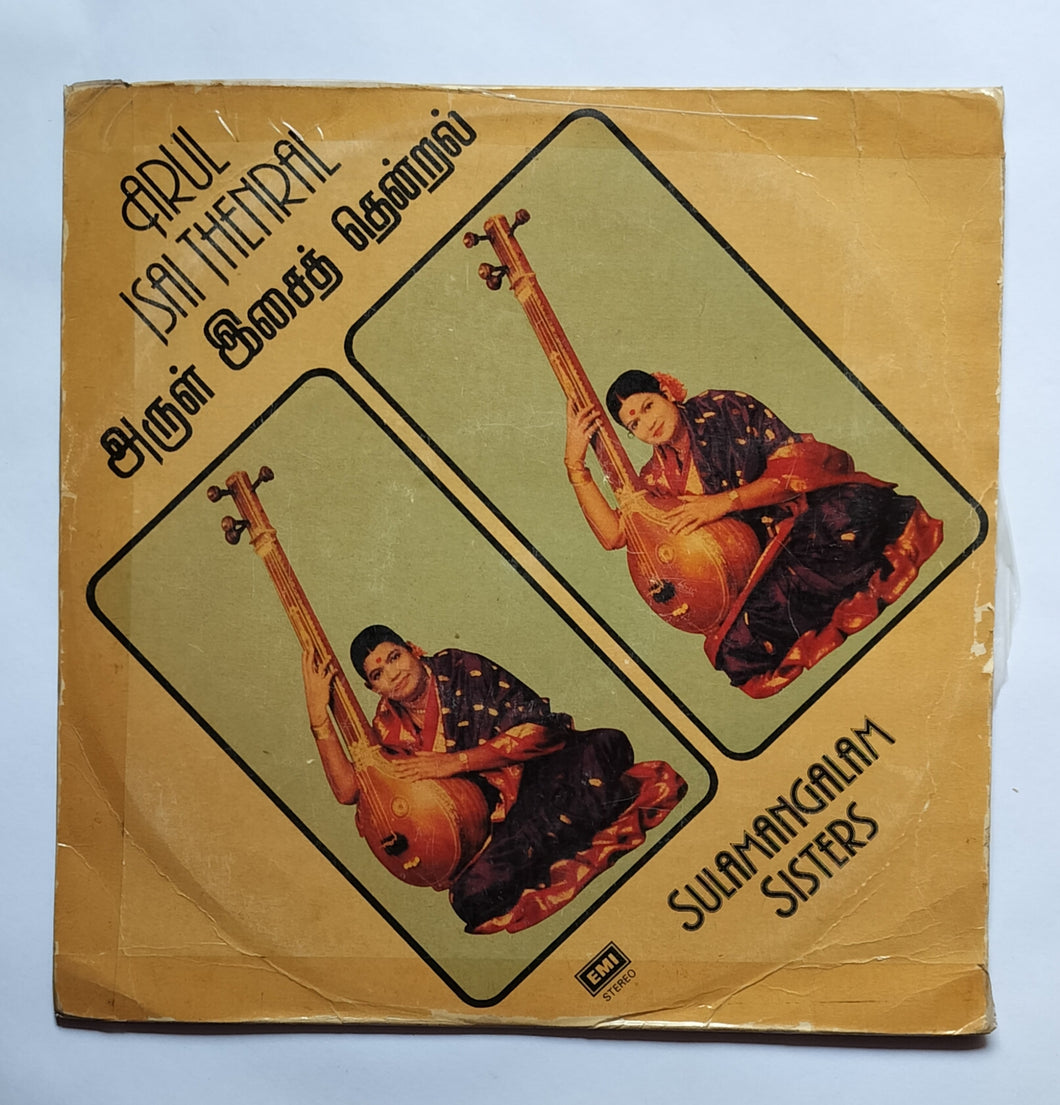 ARUL
ISAI THENRAL
அருள் இசைத் தென்றல்
SULAMANGALAM
SISTERS
EMI
STEREO